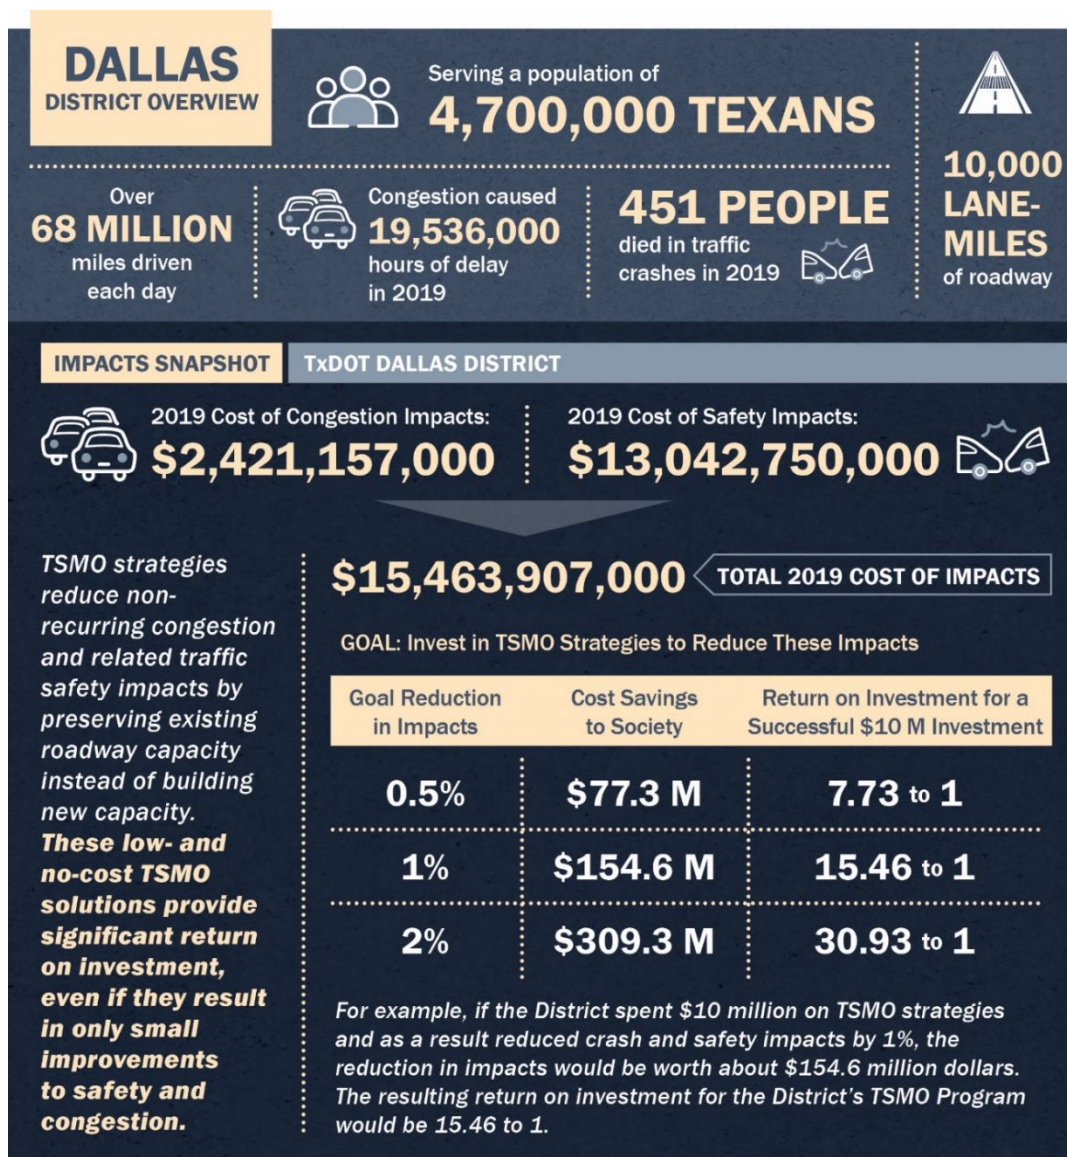 DALLAS
DISTRICT OVERVIEW
Serving a population of
4,700,000 TEXANS
10,000
LANE-
MILES
of roadway
Over
68 MILLION
miles driven
each day
Congestion caused
19,536,000
hours of delay
in 2019
451 PEOPLE
died in traffic
crashes in 2019
IMPACTS SNAPSHOT
TxDOT DALLAS DISTRICT
2019 Cost of Congestion Impacts:
$2,421,157,000
2019 Cost of Safety Impacts:
$13,042,750,000
TSMO strategies
reduce non-
recurring congestion
and related traffic
safety impacts by
preserving existing
roadway capacity
instead of building
new capacity.
These low- and
no-cost TSMO
solutions provide
significant return
on investment,
even if they result
in only small
improvements
to safety and
congestion.
$15,463,907,000
TOTAL 2019 COST OF IMPACTS
GOAL: Invest in TSMO Strategies to Reduce These Impacts
Goal Reduction
in Impacts
Cost Savings
to Society
Return on Investment for a
Successful $10 M Investment
0.5%
$77.3 M
7.73 to 1
1%
$154.6 M
15.46 to 1
2%
$309.3 M
30.93 to 1
For example, if the District spent $10 million on TSMO strategies
and as a result reduced crash and safety impacts by 1%, the
reduction in impacts would be worth about $154.6 million dollars.
The resulting return on investment for the District's TSMO Program
would be 15.46 to 1.